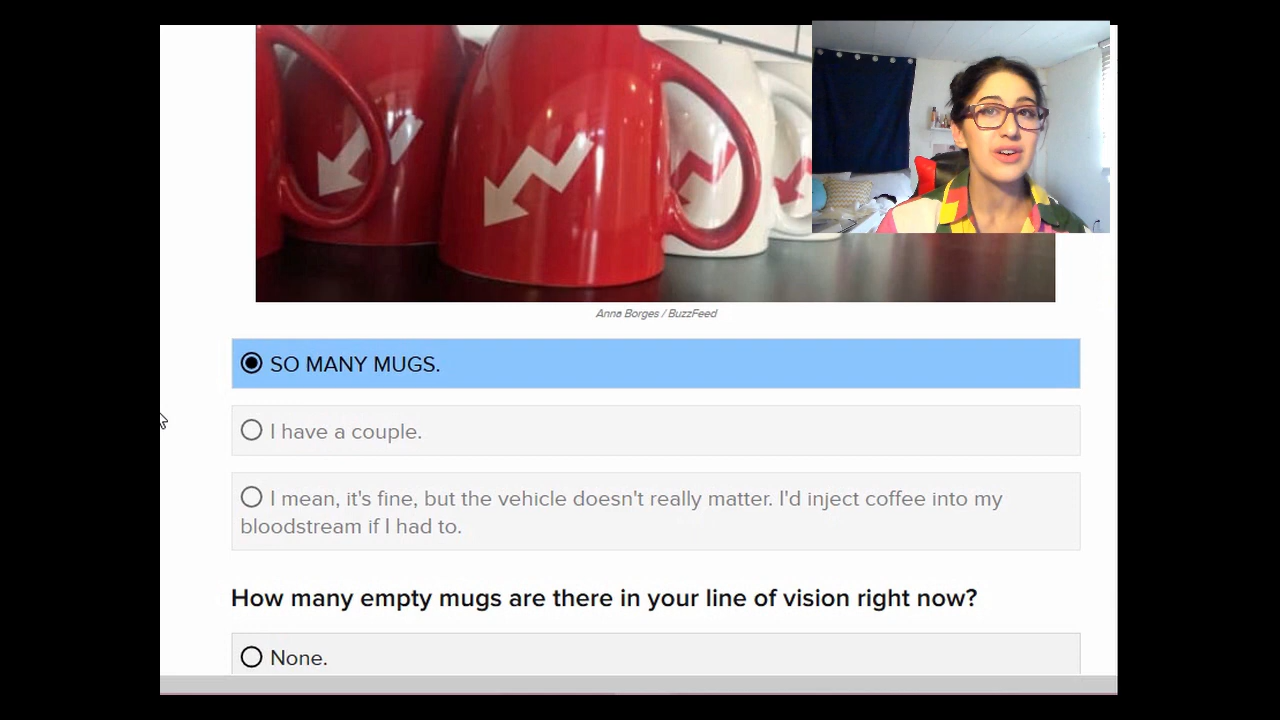 Anna Borges / BuzzFeed
SO MANY MUGS.
I have a couple.
I mean, it's fine, but the vehicle doesn't really matter. I'd inject coffee into my
bloodstream if I had to.
How many empty mugs are there in your line of vision right now?
None.